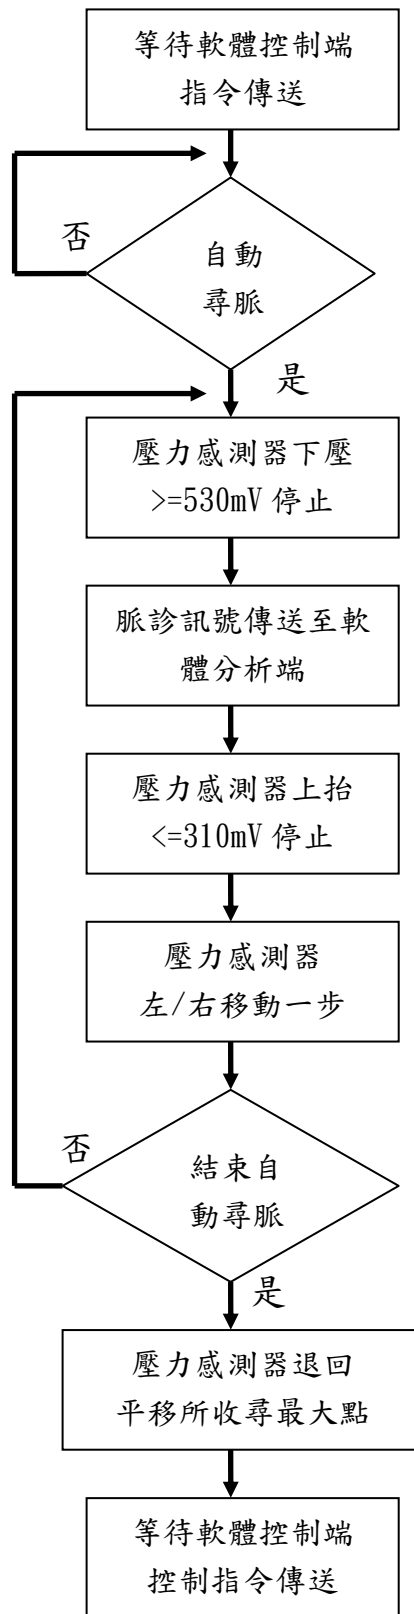 等待軟體控制端
指令傳送
否
自動
尋脈
是
壓力感測器下壓
>=530mV 停止
脈診訊號傳送至軟
體分析端
壓力感測器上抬
<=310mV 停止
壓力感測器
左/右移動一步
否
結束自
動尋脈
是
壓力感測器退回
平移所收尋最大點
等待軟體控制端
控制指令傳送